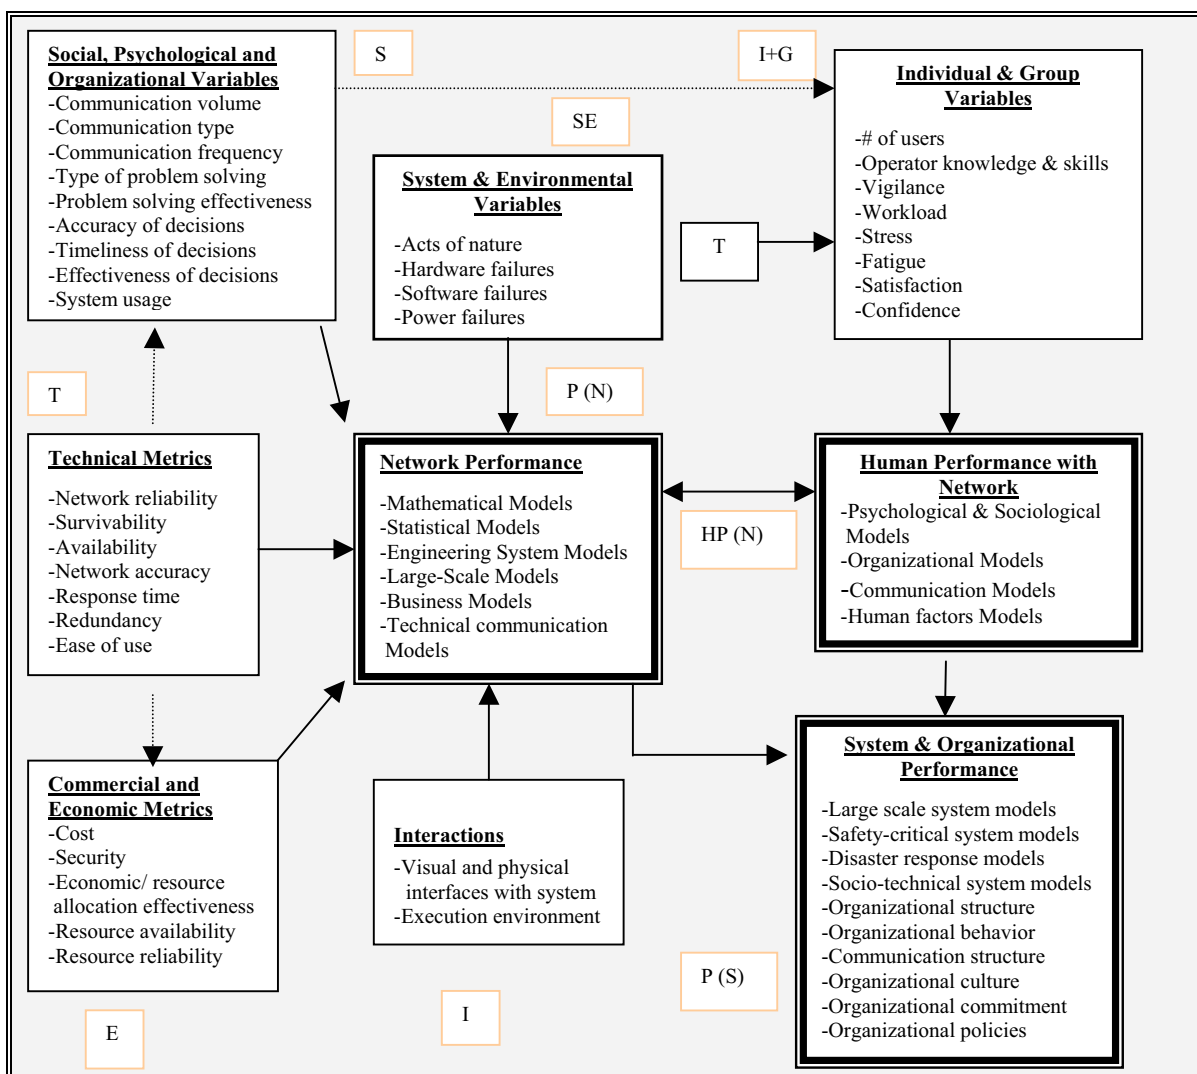 Social, Psychological and
Organizational Variables
-Communication volume
-Communication type
-Communication frequency
-Type of problem solving
-Problem solving effectiveness
-Accuracy of decisions
-Timeliness of decisions
-Effectiveness of decisions
-System usage
S
I+G
SE
Individual & Group
Variables
-# of users
-Operator knowledge & skills
-Vigilance
-Workload
-Stress
-Fatigue
-Satisfaction
-Confidence
System & Environmental
Variables
-Acts of nature
-Hardware failures
-Software failures
-Power failures
T
T
P (N)
Technical Metrics
-Network reliability
-Survivability
-Availability
-Network accuracy
-Response time
-Redundancy
-Ease of use
Network Performance
-Mathematical Models
-Statistical Models
-Engineering System Models
-Large-Scale Models
-Business Models
-Technical communication
Models
HP (N)
Human Performance with
Network
-Psychological & Sociological
Models
-Organizational Models
-Communication Models
-Human factors Models
Commercial and
Economic Metrics
-Cost
-Security
-Economic/ resource
allocation effectiveness
-Resource availability
-Resource reliability
E
Interactions
-Visual and physical
interfaces with system
-Execution environment
I
P (S)
System & Organizational
Performance
-Large scale system models
-Safety-critical system models
-Disaster response models
-Socio-technical system models
-Organizational structure
-Organizational behavior
-Communication structure
-Organizational culture
-Organizational commitment
-Organizational policies